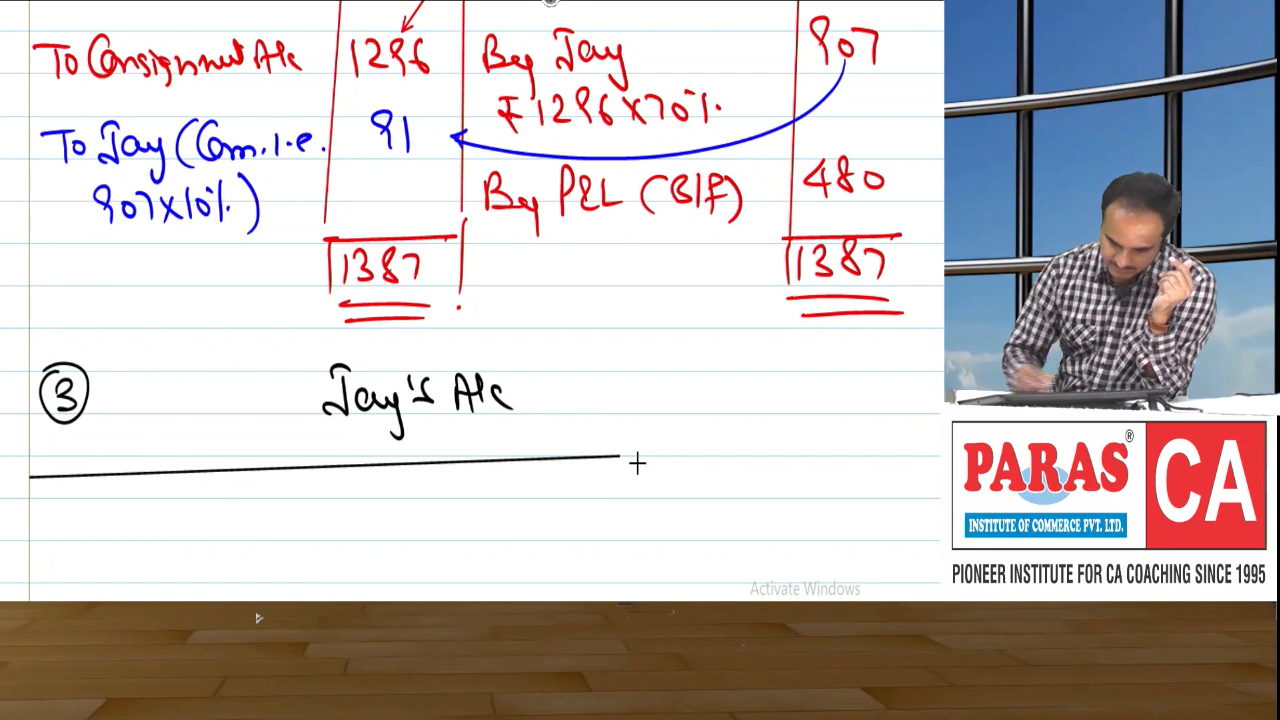 To Consignment A/c 1296 By Jay 907
₹1296×70%.
To Jay (Com. i.e. 91
907×10%) By P&L (B/F) 480
1387 1387
3 Jay's A/c
PARAS®
INSTITUTE OF COMMERCE PVT. LTD.
CA
PIONEER INSTITUTE FOR CA COACHING SINCE 1995
Activate Windows